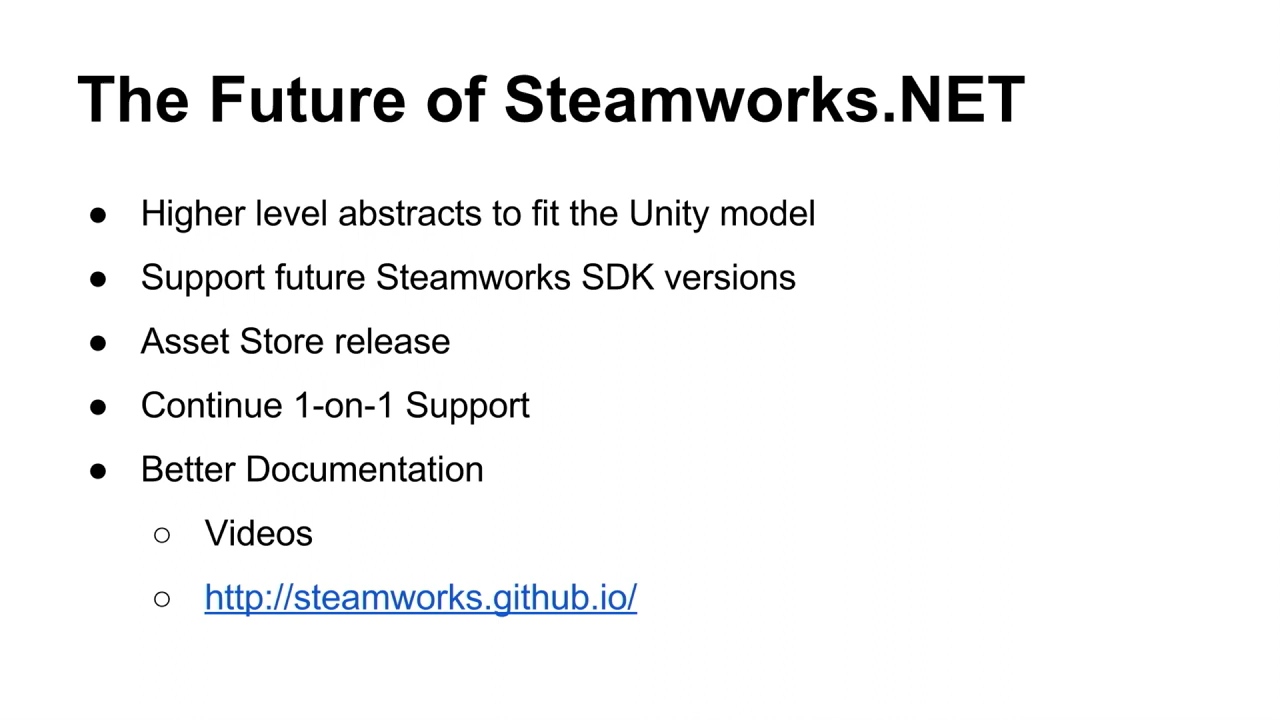 The Future of Steamworks.NET
● Higher level abstracts to fit the Unity model
● Support future Steamworks SDK versions
● Asset Store release
● Continue 1-on-1 Support
● Better Documentation
○ Videos
○ http://steamworks.github.io/